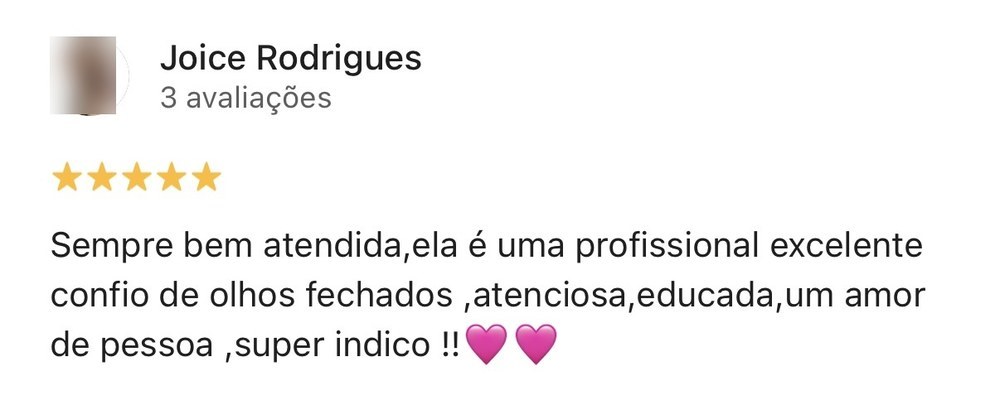 Joice Rodrigues
3 avaliações
Sempre bem atendida,ela é uma profissional excelente
confio de olhos fechados ,atenciosa,educada,um amor
de pessoa ,super indico !!🩷🩷